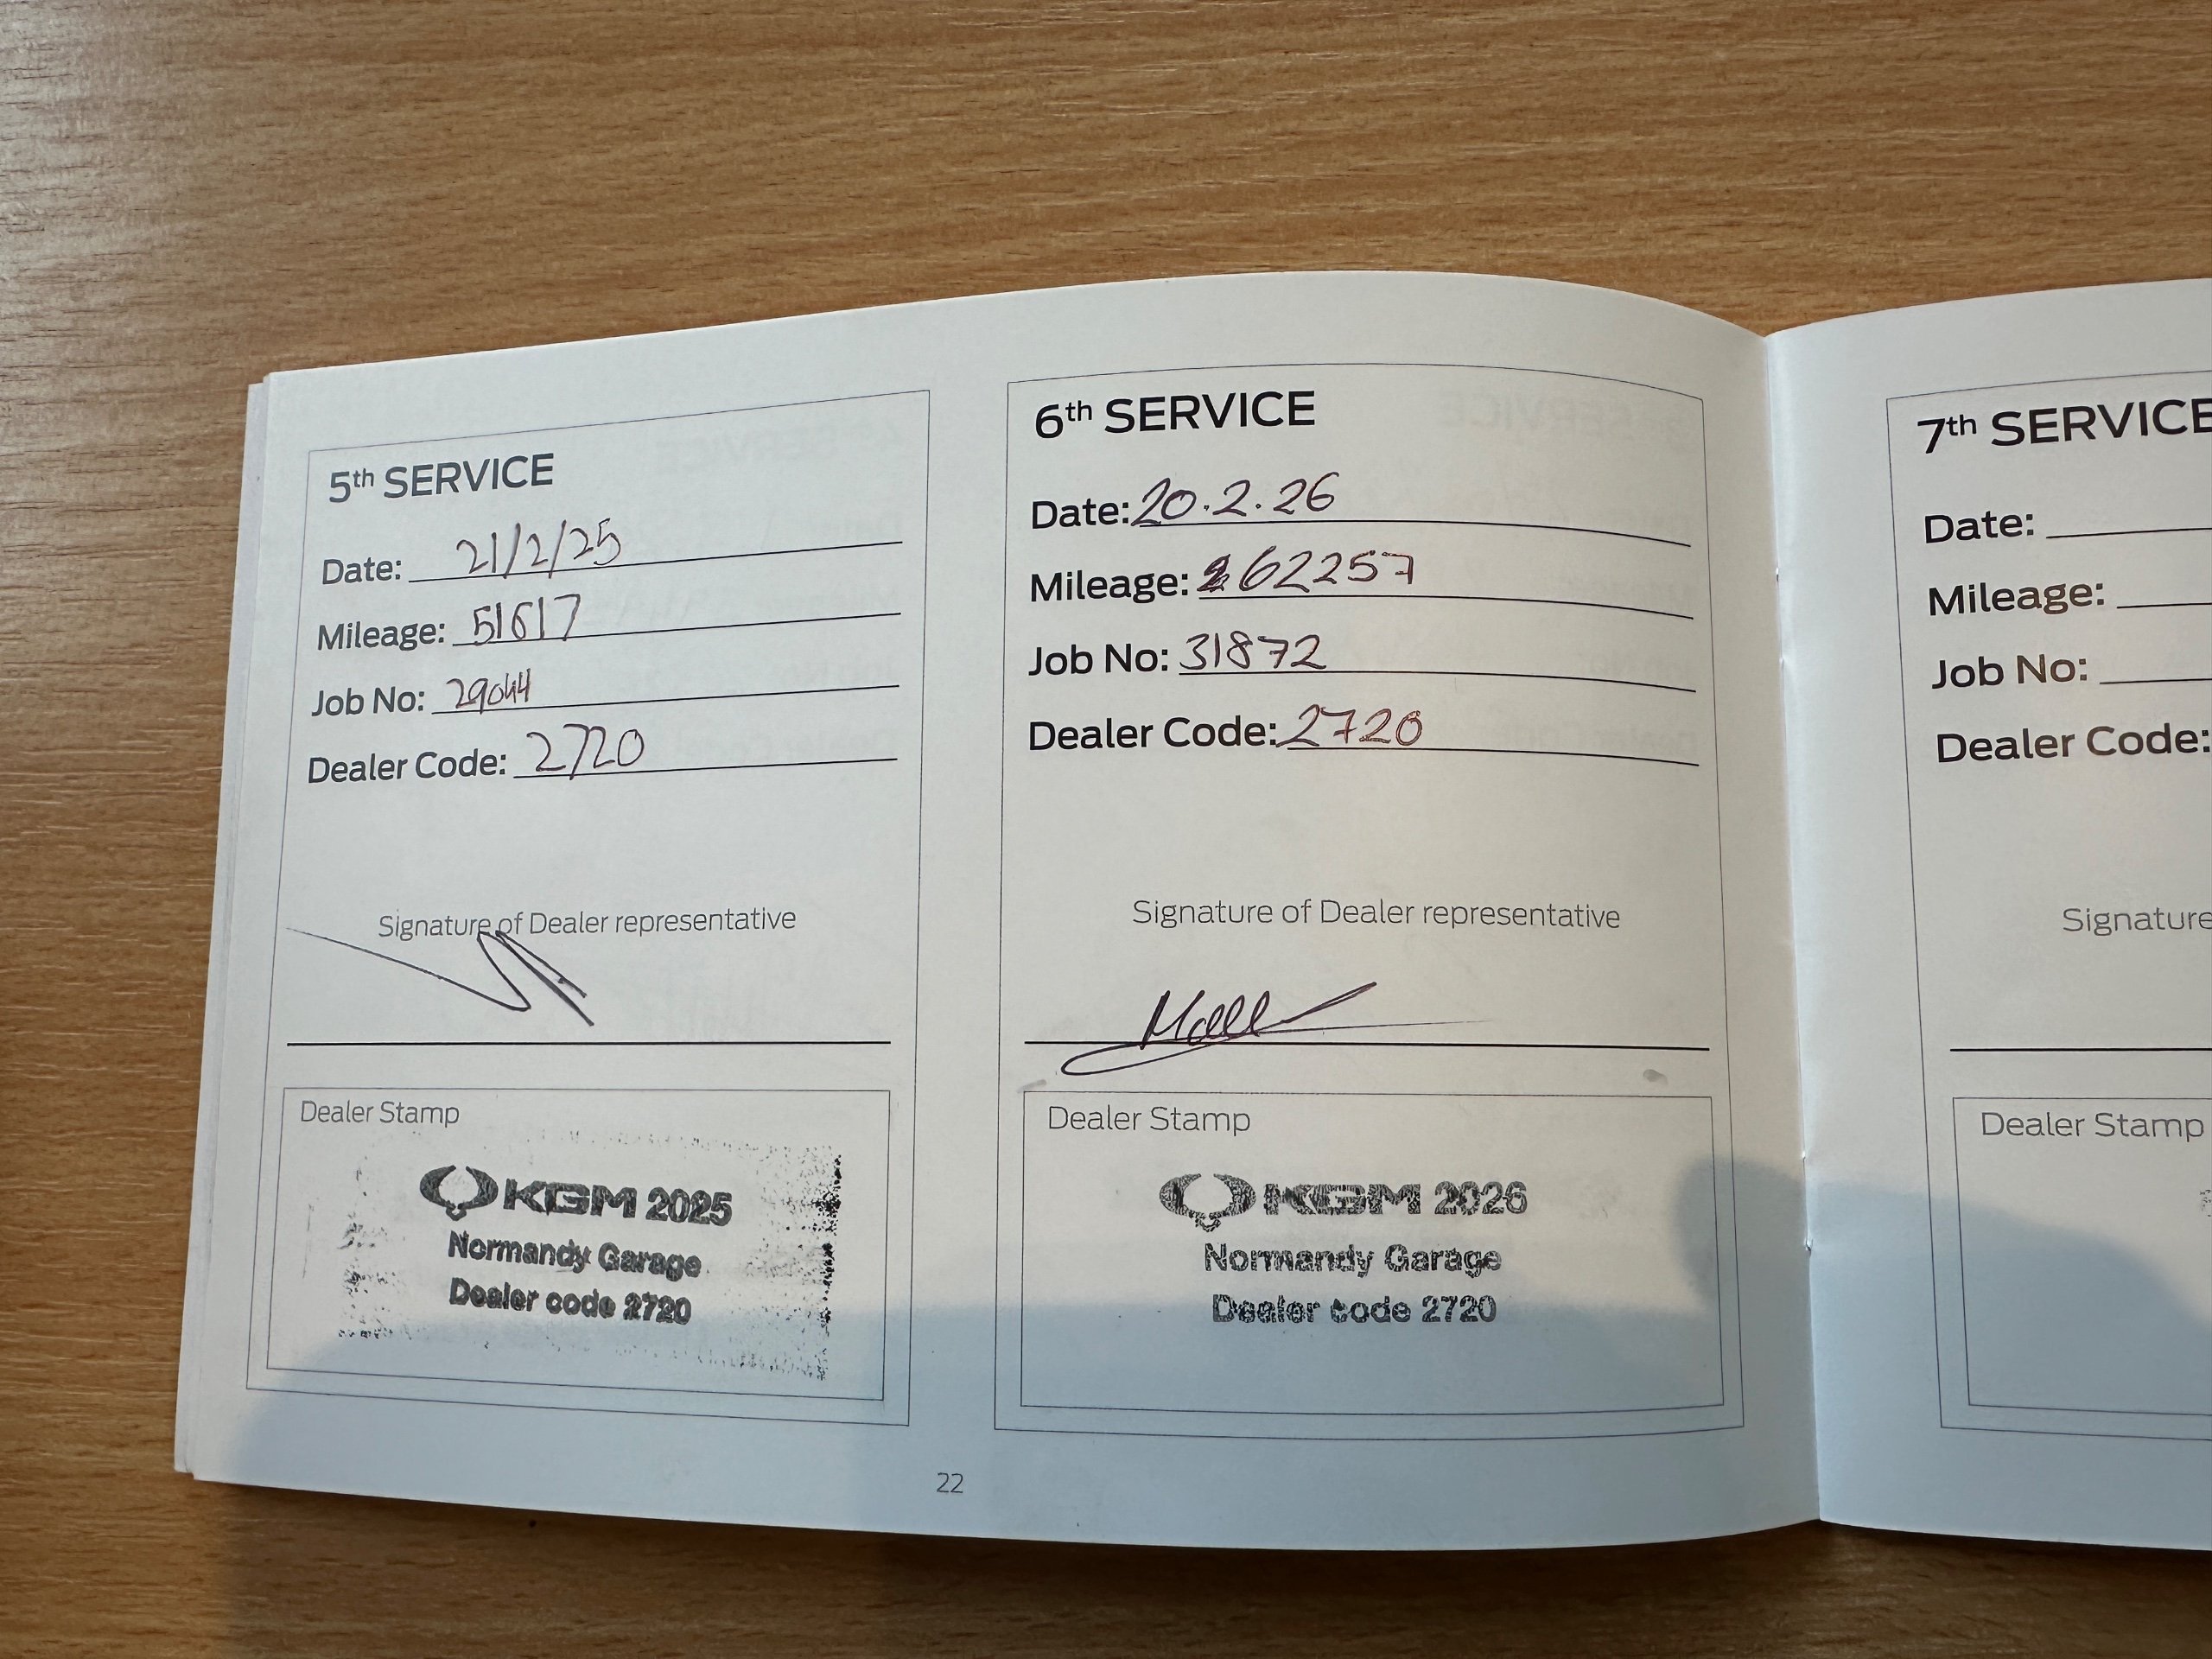 5th SERVICE
Date: 21/2/25
Mileage: 51617
Job No: 29044
Dealer Code: 2720
Signature of Dealer representative
Dealer Stamp
KGM 2025
Normandy Garage
Dealer code 2720
6th SERVICE
Date: 20.2.26
Mileage: 62257
Job No: 31872
Dealer Code: 2720
Signature of Dealer representative
Dealer Stamp
KGM 2026
Normandy Garage
Dealer code 2720
22
7th SERVICE
Date:
Mileage:
Job No:
Dealer Code:
Signature
Dealer Stamp